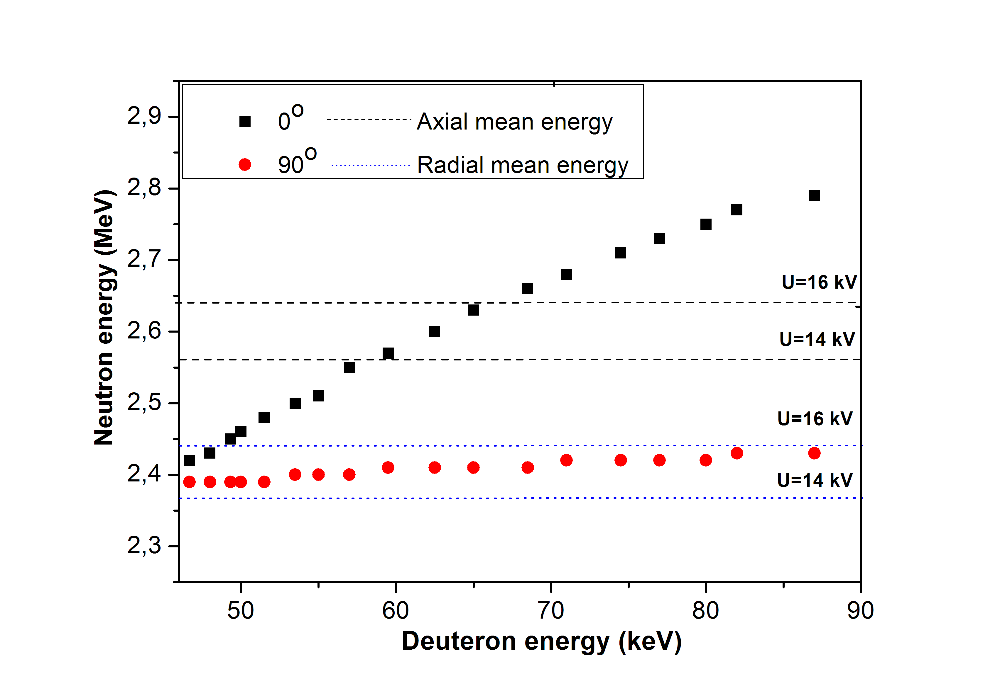 0° Axial mean energy
90° Radial mean energy
2,9
2,8
2,7
2,6
2,5
2,4
2,3
Neutron energy (MeV)
U=16 kV
U=14 kV
U=16 kV
U=14 kV
50 60 70 80 90
Deuteron energy (keV)